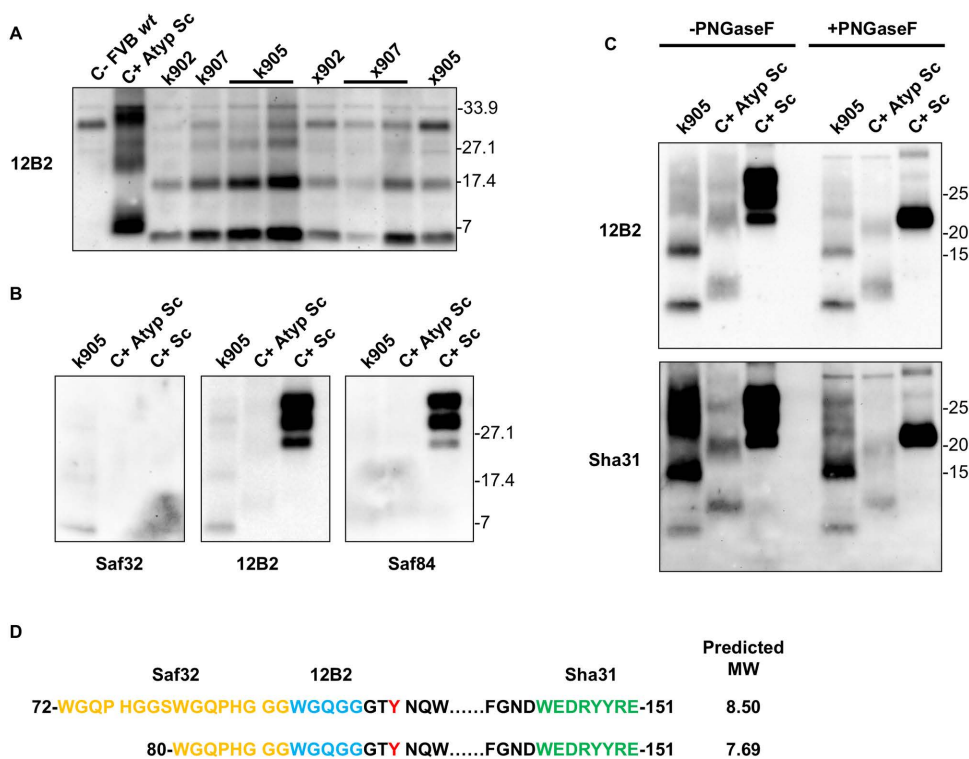 A
C- FVB wt
C+ Atyp Sc
k902
k907
k905
x902
x907
x905
12B2
-33.9
-27.1
-17.4
-7
B
k905
C+ Atyp Sc
C+ Sc
k905
C+ Atyp Sc
C+ Sc
k905
C+ Atyp Sc
C+ Sc
-27.1
-17.4
-7
Saf32
12B2
Saf84
C
-PNGaseF
+PNGaseF
k905
C+ Atyp Sc
C+ Sc
k905
C+ Atyp Sc
C+ Sc
12B2
-25
-20
-15
Sha31
-25
-20
-15
D
Saf32 12B2 Sha31 Predicted MW
72-WGQP HGGSWGQPHG GGWGQGGGTY NQW......FGNDWEDRYYRE-151 8.50
80-WGQPHG GGWGQGGGTY NQW......FGNDWEDRYYRE-151 7.69